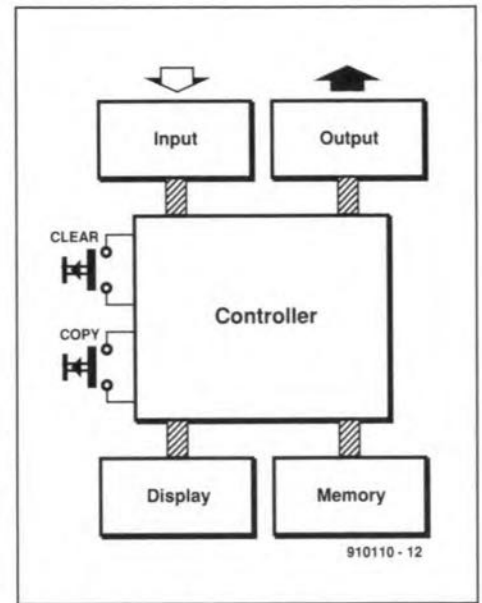 Input
Output
CLEAR
COPY
Controller
Display
Memory
910110 - 12